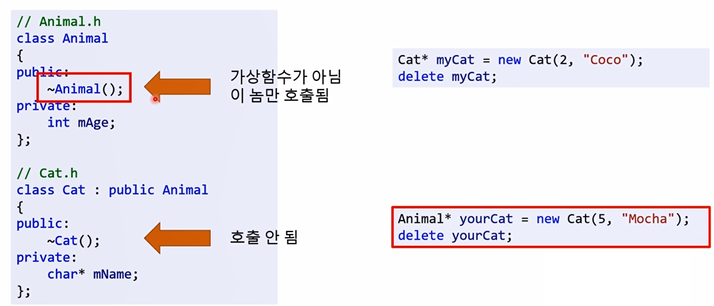 // Animal.h
class Animal
{
public:
    ~Animal();
private:
    int mAge;
};
가상함수가 아님
이 놈만 호출됨
// Cat.h
class Cat : public Animal
{
public:
    ~Cat();
private:
    char* mName;
};
호출 안 됨
Cat* myCat = new Cat(2, "Coco");
delete myCat;
Animal* yourCat = new Cat(5, "Mocha");
delete yourCat;